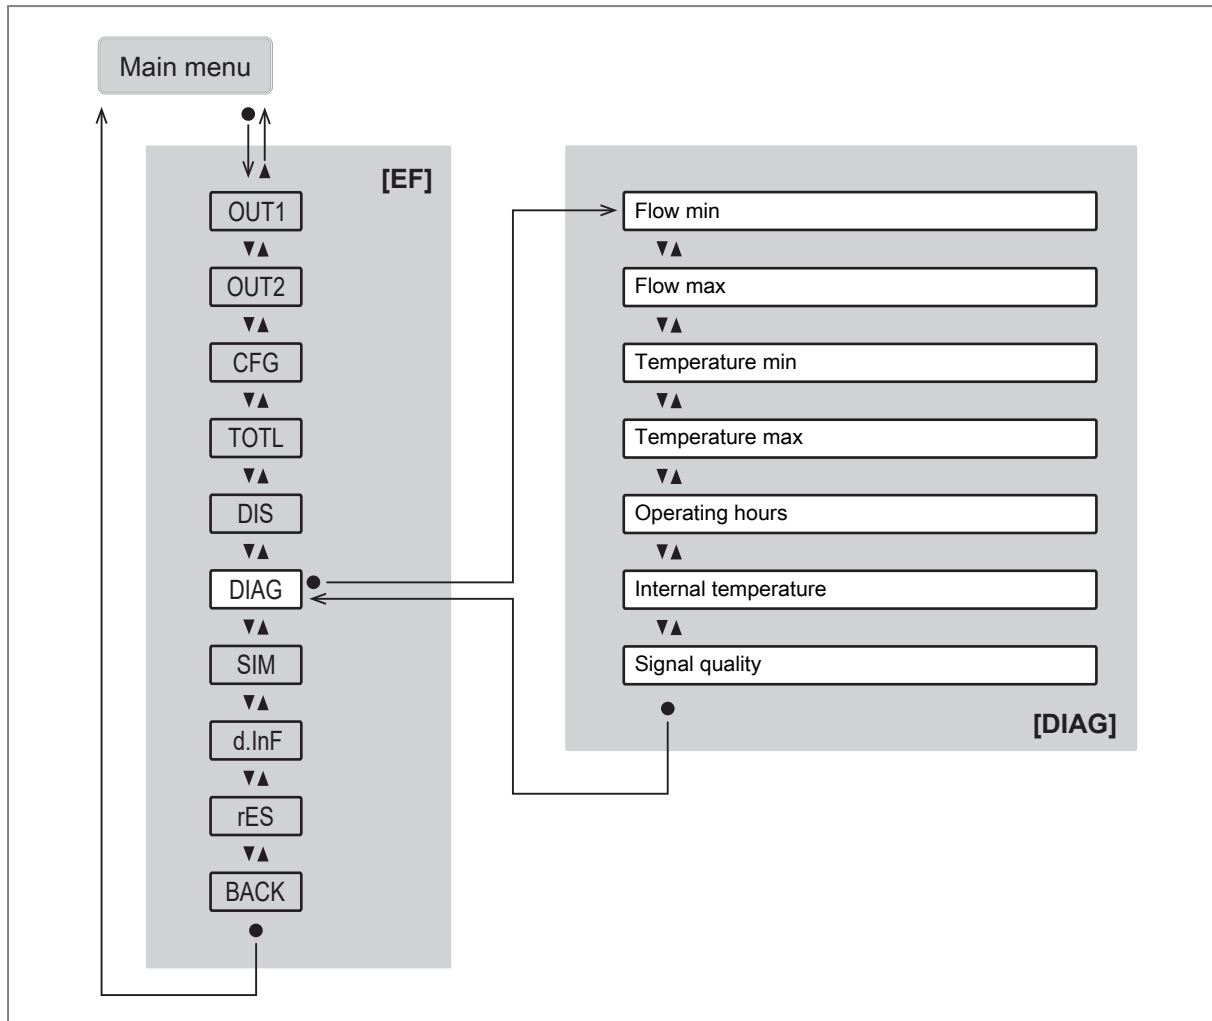 Main menu
[EF]
OUT1
OUT2
CFG
TOTL
DIS
DIAG
SIM
d.InF
rES
BACK
Flow min
Flow max
Temperature min
Temperature max
Operating hours
Internal temperature
Signal quality
[DIAG]